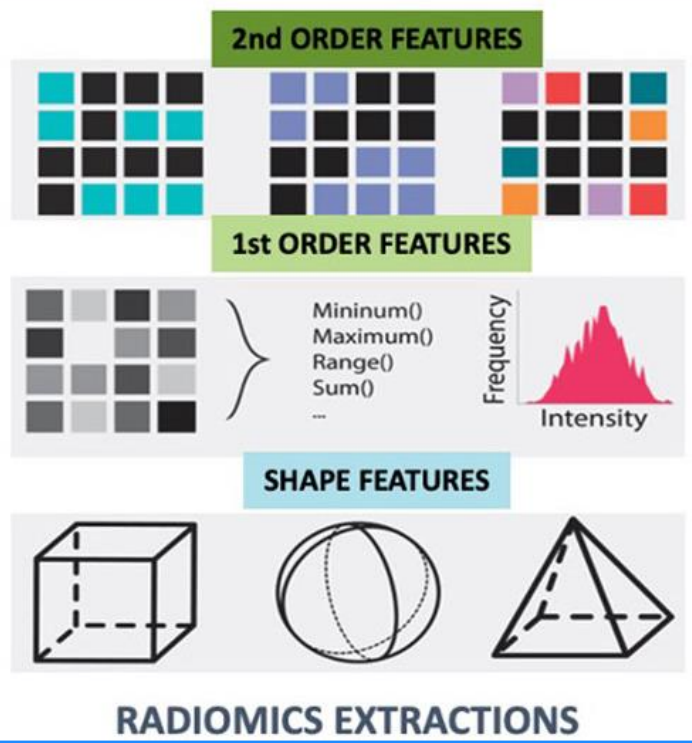 2nd ORDER FEATURES
1st ORDER FEATURES
Mininum()
Maximum()
Range()
Sum()
...
Frequency
Intensity
SHAPE FEATURES
RADIOMICS EXTRACTIONS